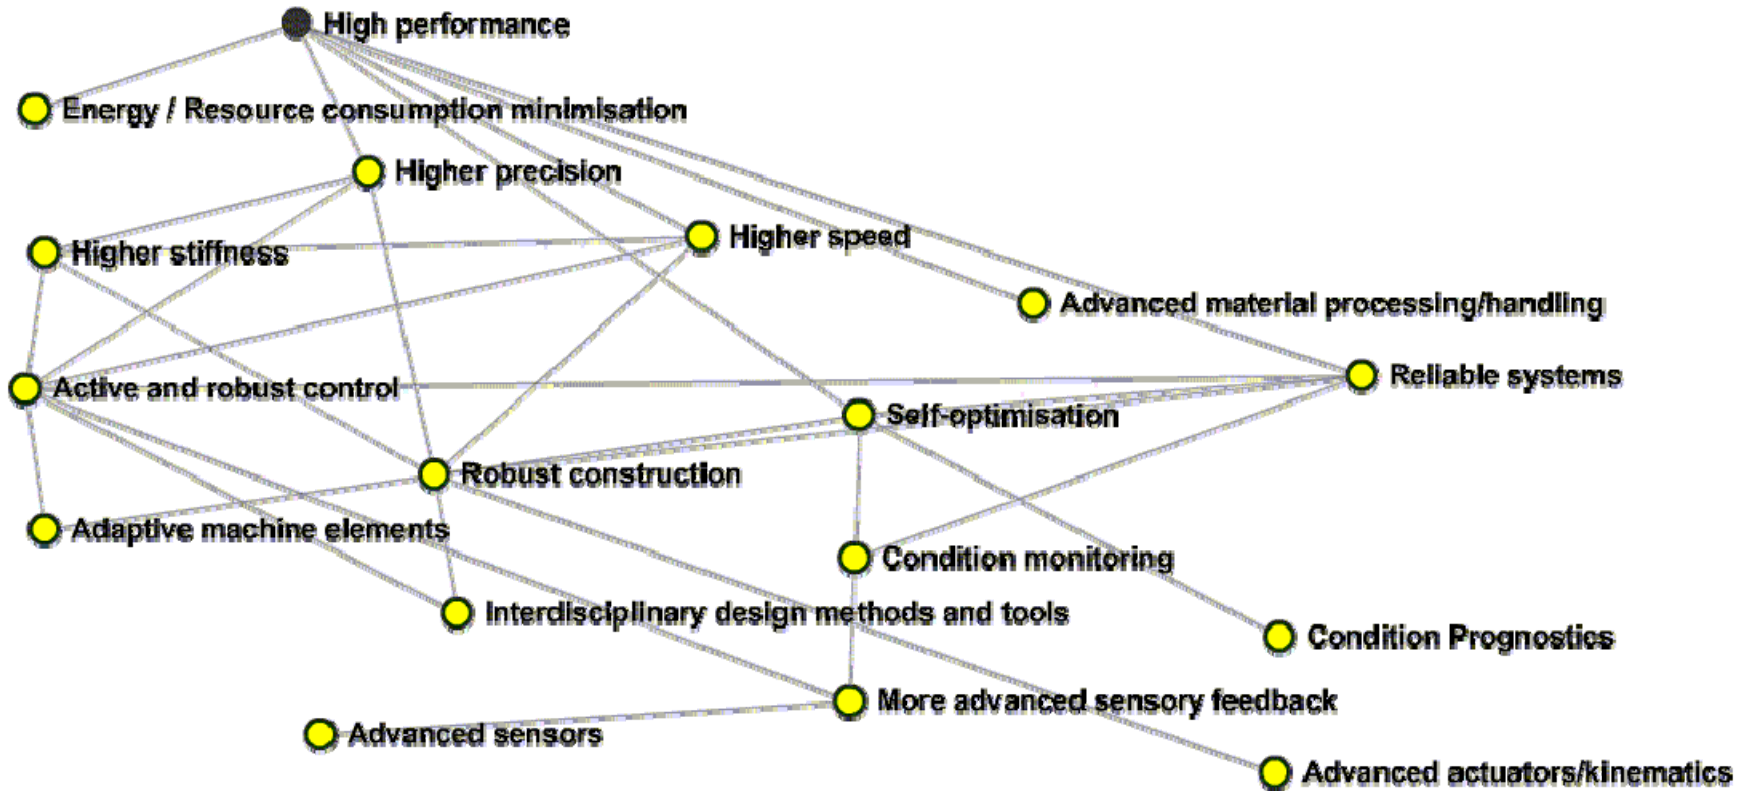 High performance
Energy / Resource consumption minimisation
Higher precision
Higher speed
Higher stiffness
Advanced material processing/handling
Reliable systems
Active and robust control
Self-optimisation
Robust construction
Adaptive machine elements
Condition monitoring
Interdisciplinary design methods and tools
Condition Prognostics
More advanced sensory feedback
Advanced sensors
Advanced actuators/kinematics